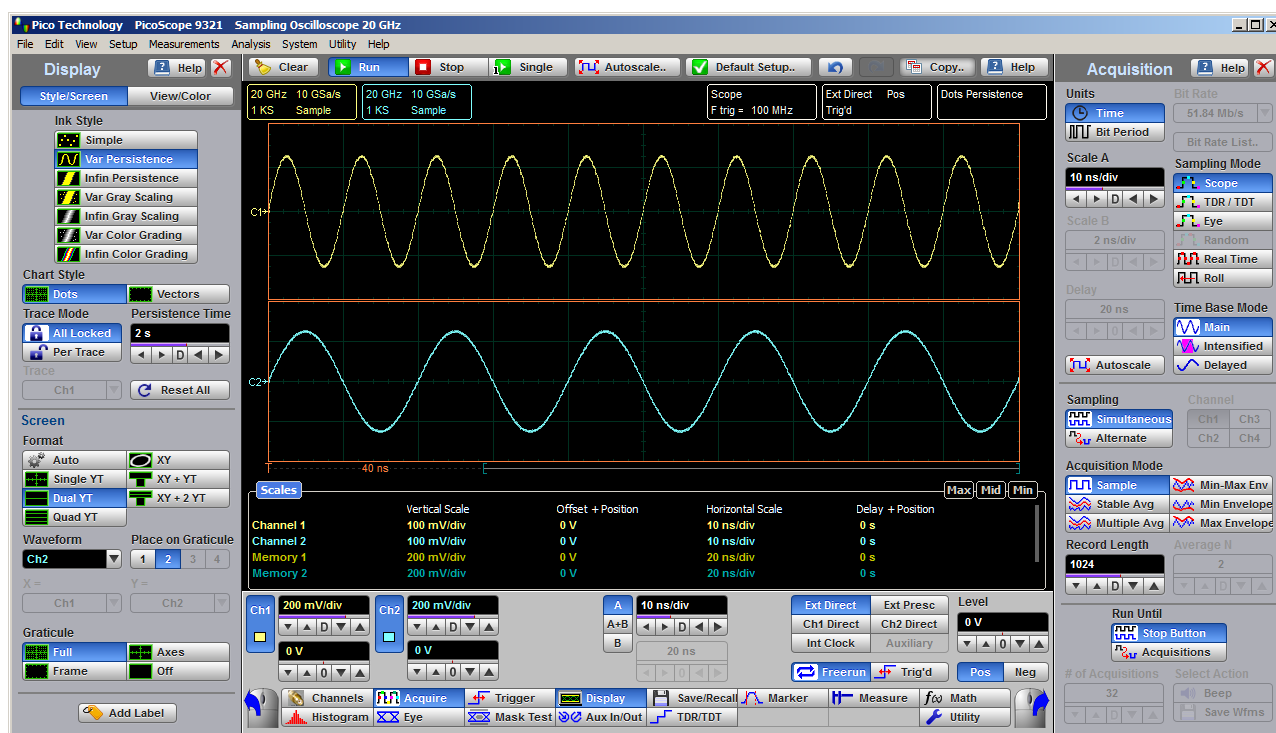 Pico Technology PicoScope 9321 Sampling Oscilloscope 20 GHz
File Edit View Setup Measurements Analysis System Utility Help
Display
Help
Style/Screen View/Color
Ink Style
Simple
Var Persistence
Infin Persistence
Var Gray Scaling
Infin Gray Scaling
Var Color Grading
Infin Color Grading
Chart Style
Dots Vectors
Trace Mode Persistence Time
All Locked 2 s
Per Trace D
Trace
Ch1 Reset All
Screen
Format
Auto XY
Single YT XY + YT
Dual YT XY + 2 YT
Quad YT
Waveform Place on Graticule
Ch2 1 2 3 4
X = Y =
Ch1 Ch2
Graticule
Full Axes
Frame Off
Add Label
Clear Run Stop 1 Single Autoscale.. Default Setup.. Copy.. Help
20 GHz 10 GSa/s
1 KS Sample
20 GHz 10 GSa/s
1 KS Sample
Scope
F trig = 100 MHz
Ext Direct Pos
Trig'd
Dots Persistence
C1
C2
T 40 ns
Scales Max Mid Min
Vertical Scale Offset + Position Horizontal Scale Delay + Position
Channel 1 100 mV/div 0 V 10 ns/div 0 s
Channel 2 100 mV/div 0 V 10 ns/div 0 s
Memory 1 200 mV/div 0 V 20 ns/div 0 s
Memory 2 200 mV/div 0 V 20 ns/div 0 s
Ch1 200 mV/div
D
0 V
0
Ch2 200 mV/div
D
0 V
0
A 10 ns/div
A+B D
B 20 ns
0
Ext Direct Ext Presc
Ch1 Direct Ch2 Direct
Int Clock Auxiliary
Freerun Trig'd
Level
0 V
0
Pos Neg
Channels Acquire Trigger Display Save/Recall Marker Measure f(x) Math
Histogram Eye Mask Test Aux In/Out TDR/TDT Utility
Acquisition
Help
Units Bit Rate
Time 51.84 Mb/s
Bit Period Bit Rate List..
Scale A Sampling Mode
10 ns/div Scope
D TDR / TDT
Scale B Eye
2 ns/div Random
D Real Time
Roll
Delay
20 ns Time Base Mode
0 Main
Intensified
Autoscale Delayed
Sampling Channel
Simultaneous Ch1 Ch3
Alternate Ch2 Ch4
Acquisition Mode
Sample Min-Max Env
Stable Avg Min Envelope
Multiple Avg Max Envelope
Record Length Average N
1024 2
D D
Run Until
Stop Button
Acquisitions
# of Acquisitions Select Action
32 Beep
D Save Wfms